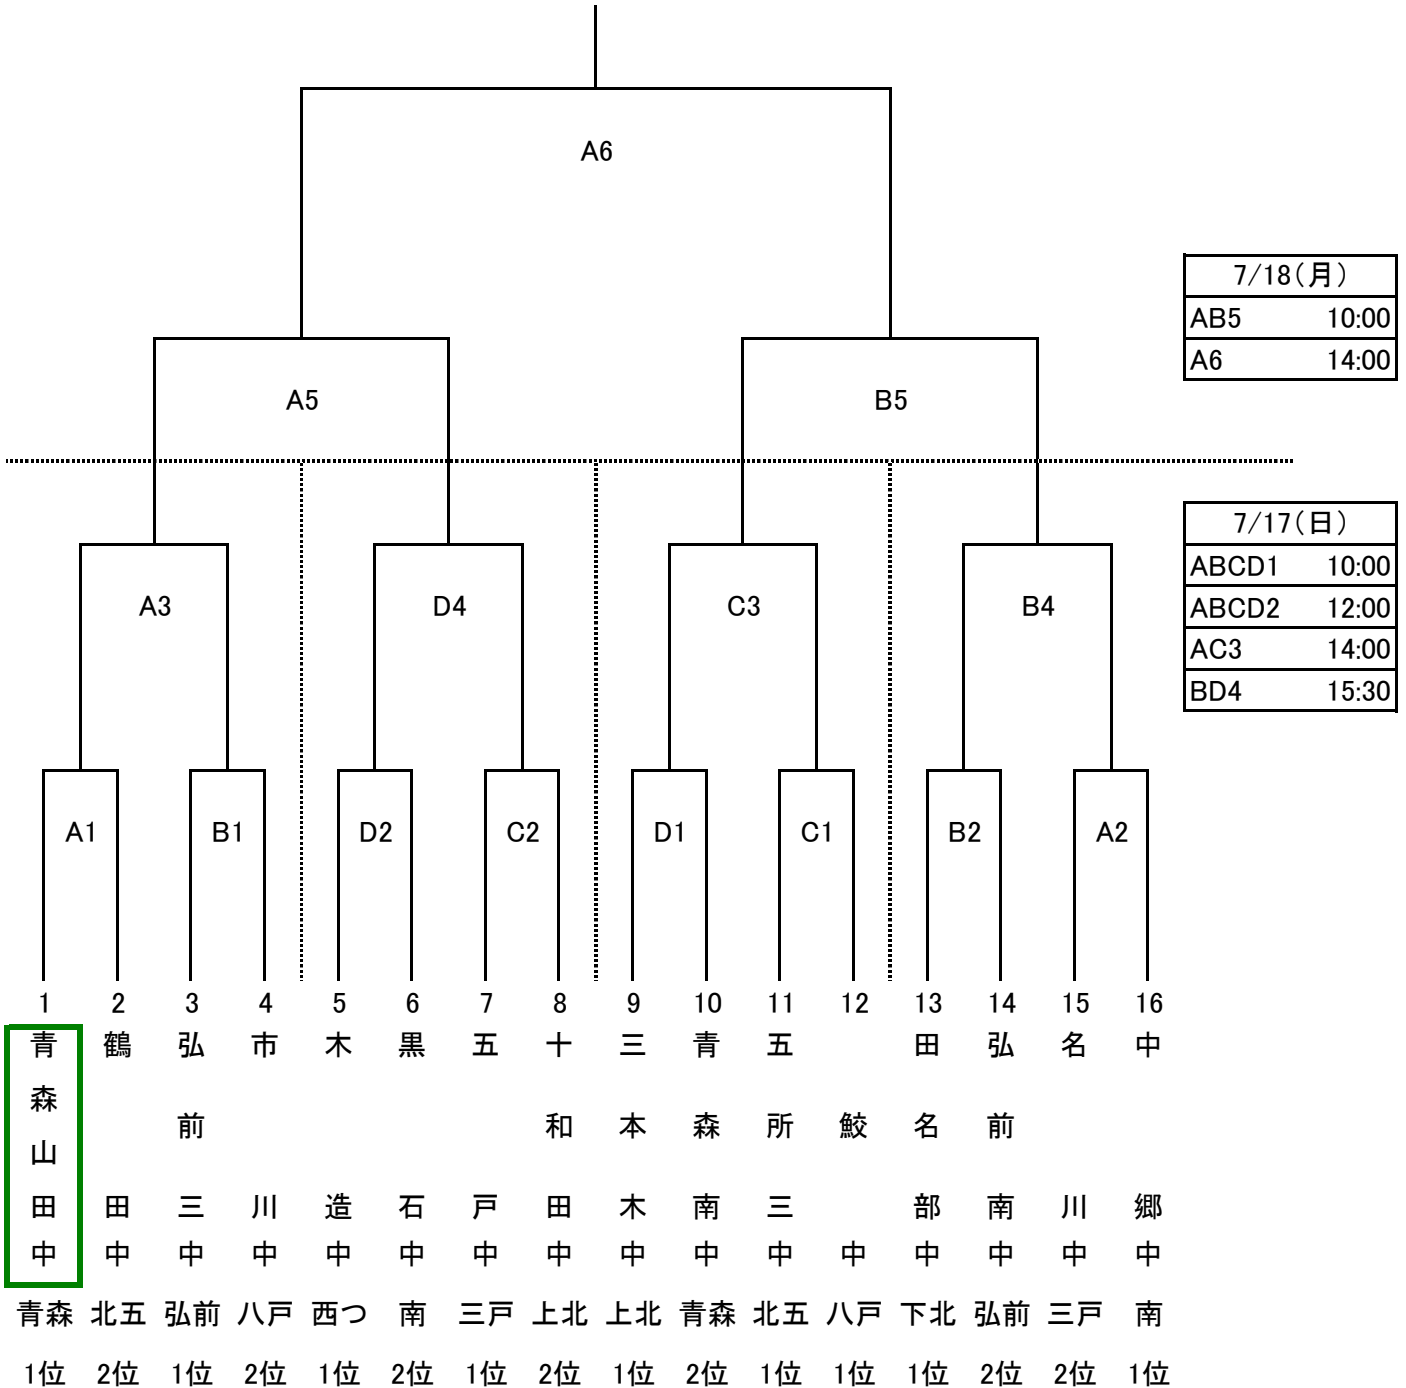 A6
7/18(月)
AB5 10:00
A6 14:00
A5 B5
7/17(日)
ABCD1 10:00
ABCD2 12:00
AC3 14:00
BD4 15:30
A3 D4 C3 B4
A1 B1 D2 C2 D1 C1 B2 A2
1 2 3 4 5 6 7 8 9 10 11 12 13 14 15 16
青森山田中
鶴田中
弘前三中
市川中
木造中
黒石中
五戸中
十和田中
三本木中
青森南中
五所三中
鮫中
田名部中
弘前南中
名川中
中郷中
青森 北五 弘前 八戸 西つ 南 三戸 上北 上北 青森 北五 八戸 下北 弘前 三戸 南
1位 2位 1位 2位 1位 2位 1位 2位 1位 2位 1位 1位 1位 2位 2位 1位